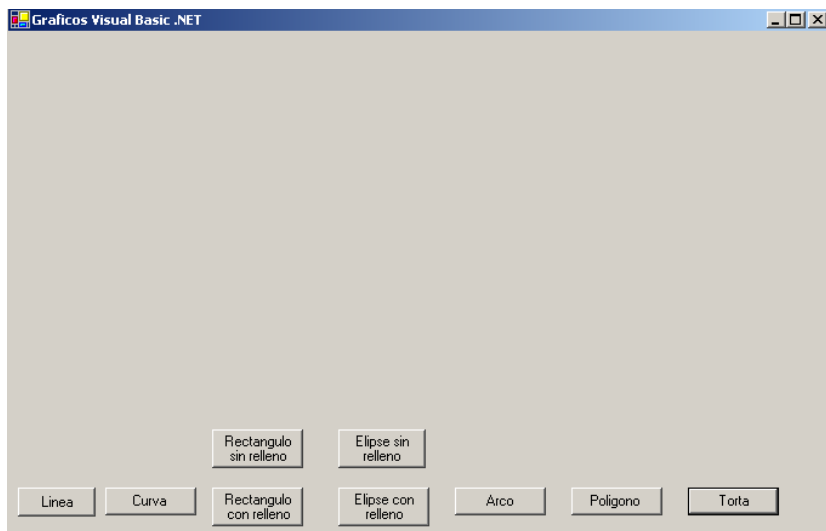 Graficos Visual Basic .NET
Rectangulo
sin relleno
Elipse sin
relleno
Linea
Curva
Rectangulo
con relleno
Elipse con
relleno
Arco
Poligono
Torta